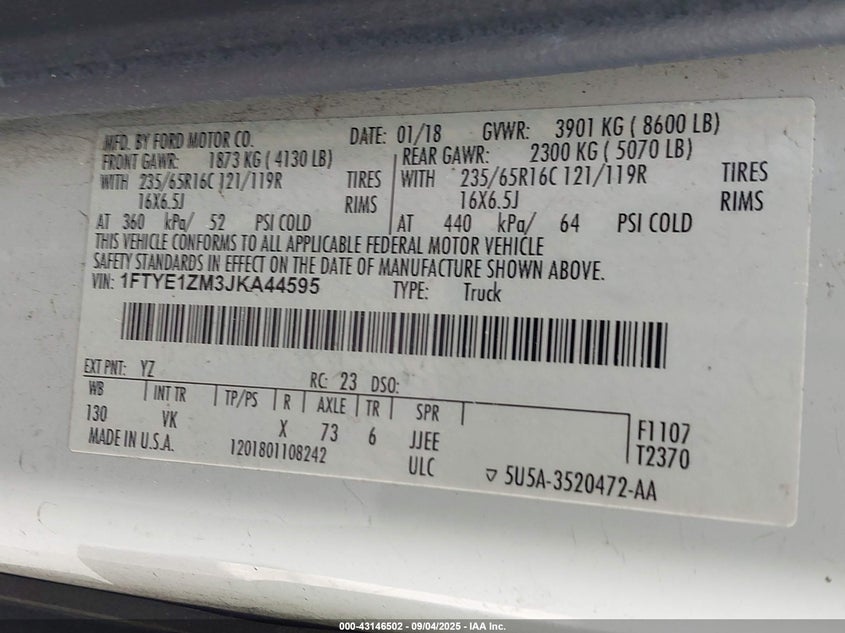 MFD. BY FORD MOTOR CO. DATE: 01/18 GVWR: 3901 KG ( 8600 LB)
FRONT GAWR: 1873 KG ( 4130 LB) REAR GAWR: 2300 KG ( 5070 LB)
WITH 235/65R16C 121/119R TIRES WITH 235/65R16C 121/119R TIRES
16X6.5J RIMS 16X6.5J RIMS
AT 360 kPa/ 52 PSI COLD AT 440 kPa/ 64 PSI COLD
THIS VEHICLE CONFORMS TO ALL APPLICABLE FEDERAL MOTOR VEHICLE
SAFETY STANDARDS IN EFFECT ON THE DATE OF MANUFACTURE SHOWN ABOVE.
VIN: 1FTYE1ZM3JKA44595 TYPE: Truck
EXT PNT: YZ RC: 23 DSO:
WB INT TR TP/PS R AXLE TR SPR
130 VK X 73 6 JJEE F1107
MADE IN U.S.A. 1201801108242 ULC T2370
5U5A-3520472-AA
000-43146502 - 09/04/2025 - IAA Inc.